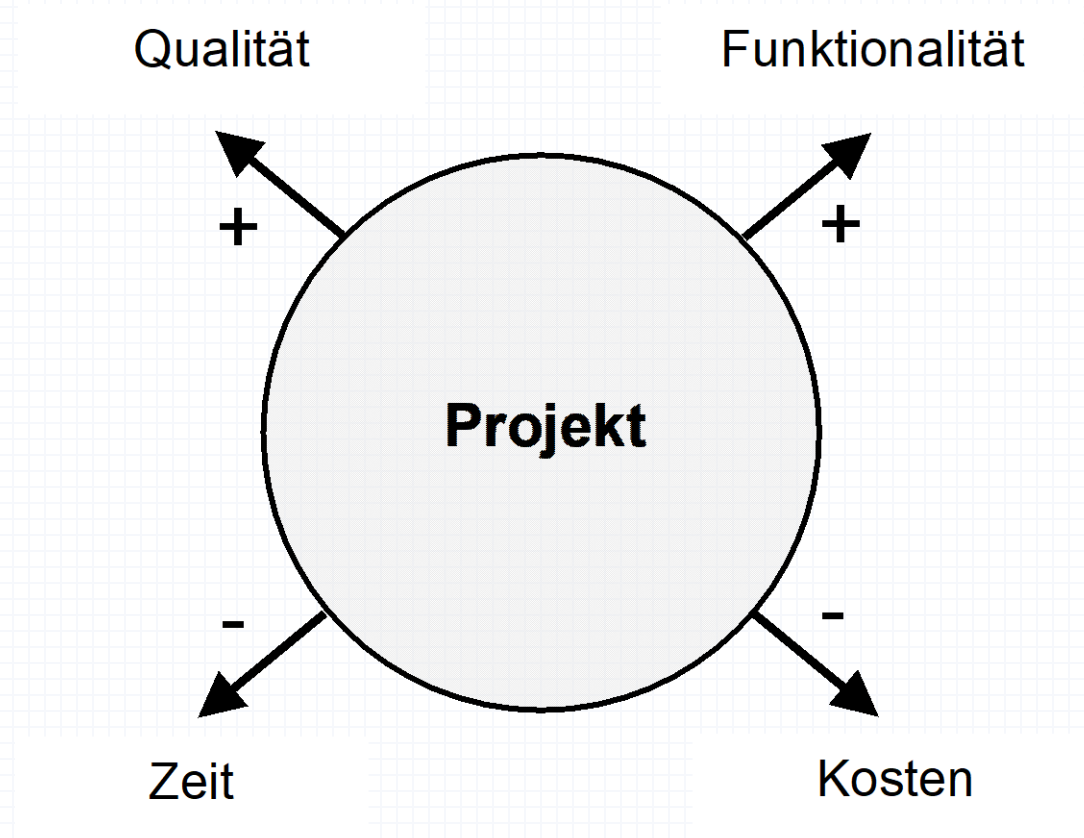 Qualität
Funktionalität
+
+
Projekt
-
-
Zeit
Kosten